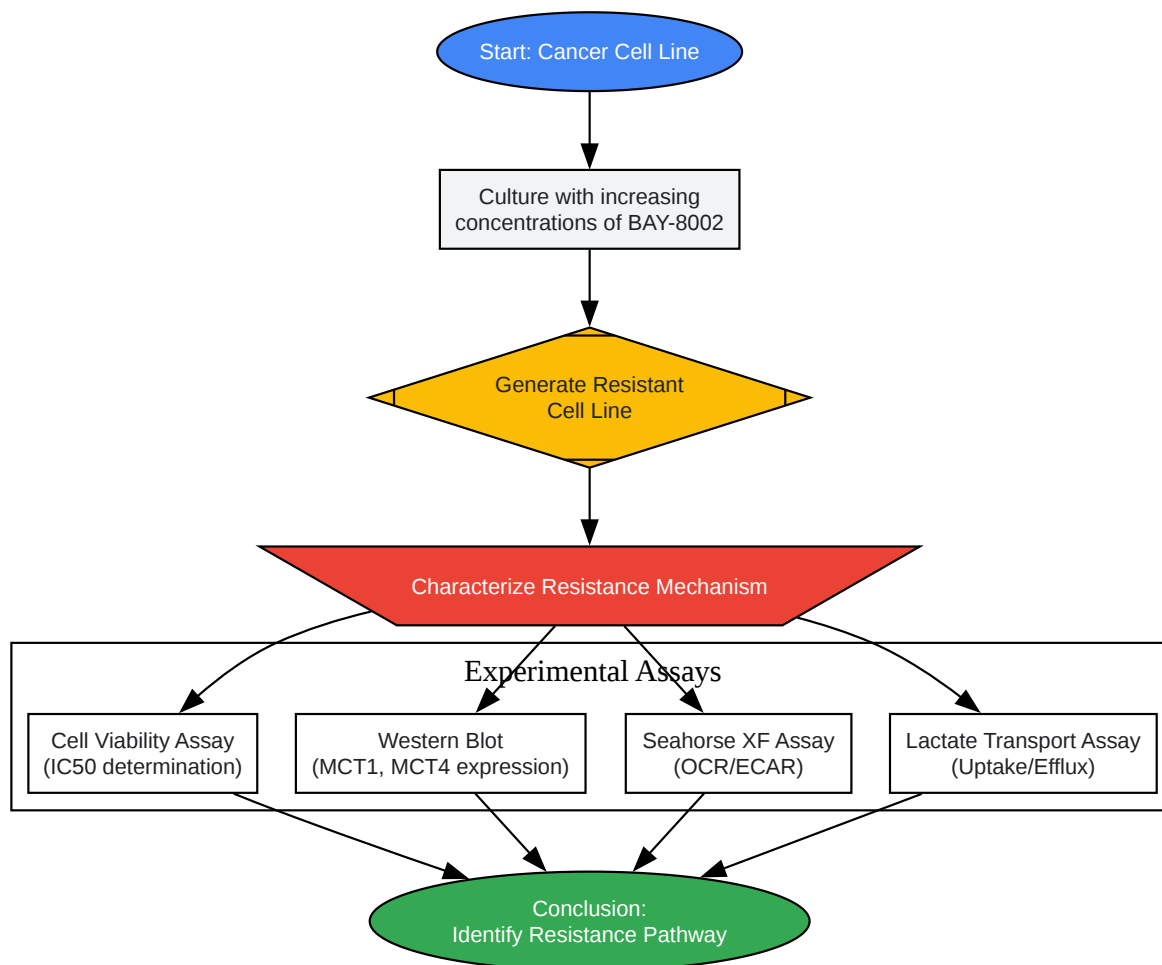 Start: Cancer Cell Line
Culture with increasing
concentrations of BAY-8002
Generate Resistant
Cell Line
Characterize Resistance Mechanism
Experimental Assays
Cell Viability Assay
(IC50 determination)
Western Blot
(MCT1, MCT4 expression)
Seahorse XF Assay
(OCR/ECAR)
Lactate Transport Assay
(Uptake/Efflux)
Conclusion:
Identify Resistance Pathway